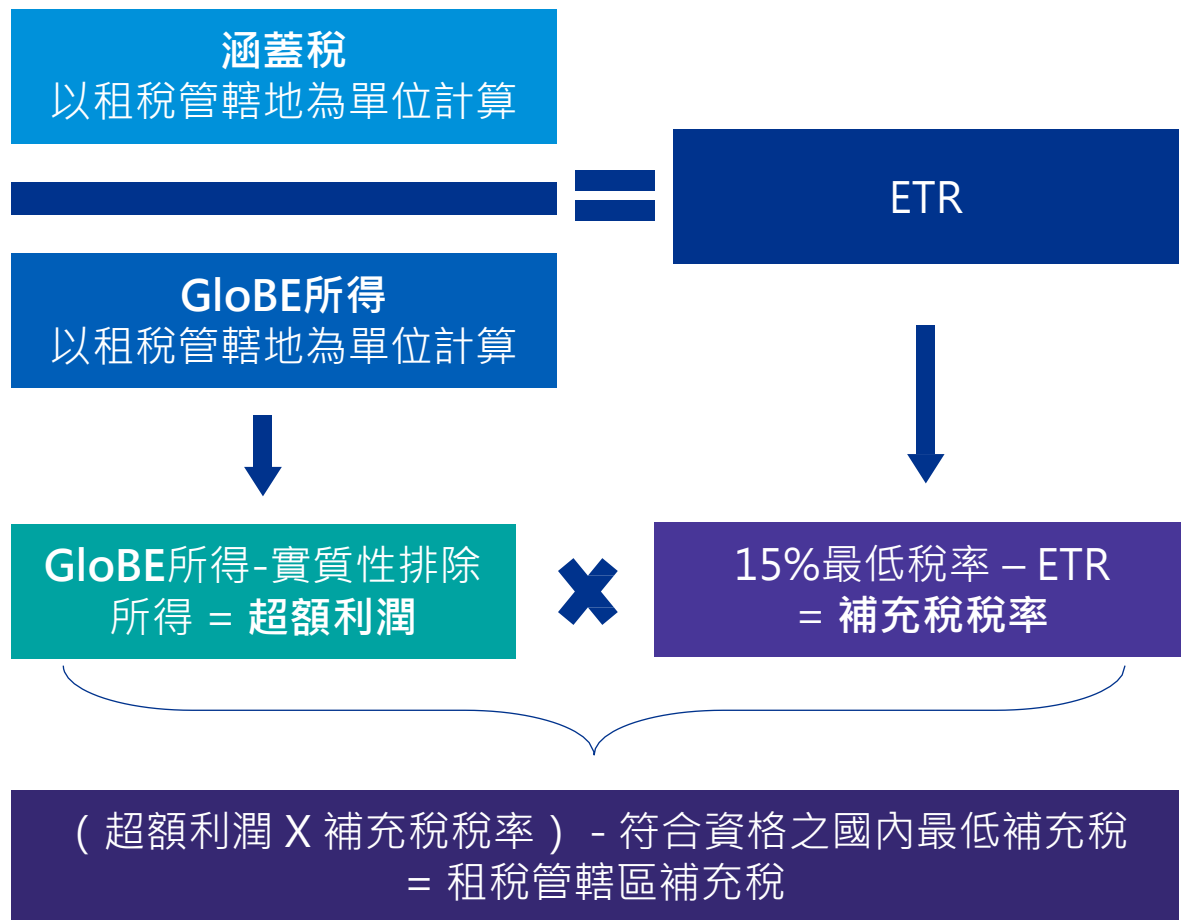 涵蓋稅
以租稅管轄地為單位計算
ETR
GloBE所得
以租稅管轄地為單位計算
GloBE所得-實質性排除
所得 = 超額利潤
15%最低稅率 – ETR
= 補充稅稅率
（超額利潤 X 補充稅稅率） - 符合資格之國內最低補充稅
= 租稅管轄區補充稅